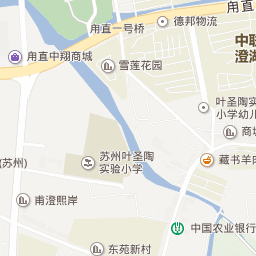 甪直
甪直一号桥
德邦物流
中联
澄湖
甪直中翔商城
雪莲花园
叶圣陶实
小学幼儿
商城
苏州叶圣陶
实验小学
藏书羊肉
苏州)
甫澄熙岸
中国农业银行
东苑新村